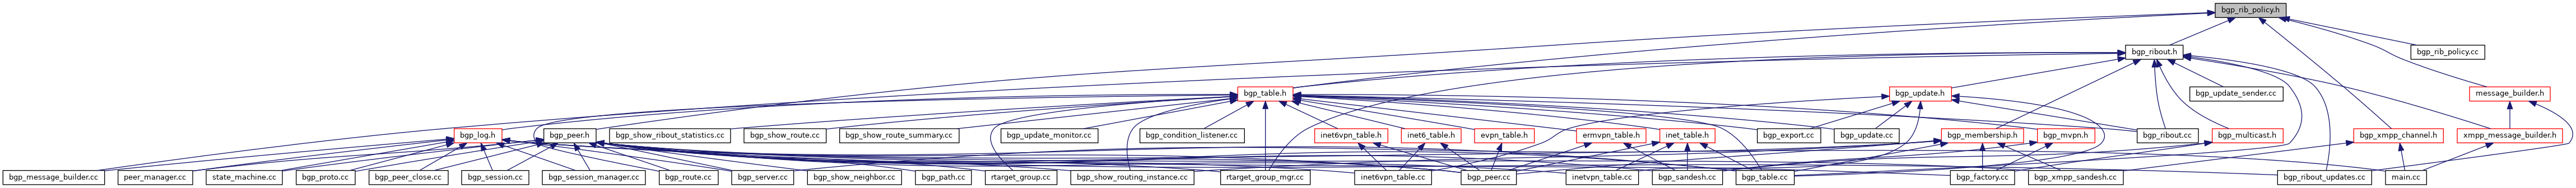 bgp_rib_policy.h
bgp_ribout.h
bgp_rib_policy.cc
bgp_table.h
bgp_update.h
bgp_update_sender.cc
message_builder.h
bgp_log.h
bgp_peer.h
bgp_show_ribout_statistics.cc
bgp_show_route.cc
bgp_show_route_summary.cc
bgp_update_monitor.cc
bgp_condition_listener.cc
inet6vpn_table.h
inet6_table.h
evpn_table.h
ermvpn_table.h
inet_table.h
bgp_export.cc
bgp_update.cc
bgp_membership.h
bgp_mvpn.h
bgp_ribout.cc
bgp_multicast.h
bgp_xmpp_channel.h
xmpp_message_builder.h
bgp_message_builder.cc
peer_manager.cc
state_machine.cc
bgp_proto.cc
bgp_peer_close.cc
bgp_session.cc
bgp_session_manager.cc
bgp_route.cc
bgp_server.cc
bgp_show_neighbor.cc
bgp_path.cc
rtarget_group.cc
bgp_show_routing_instance.cc
rtarget_group_mgr.cc
inet6vpn_table.cc
bgp_peer.cc
inetvpn_table.cc
bgp_sandesh.cc
bgp_table.cc
bgp_factory.cc
bgp_xmpp_sandesh.cc
bgp_ribout_updates.cc
main.cc